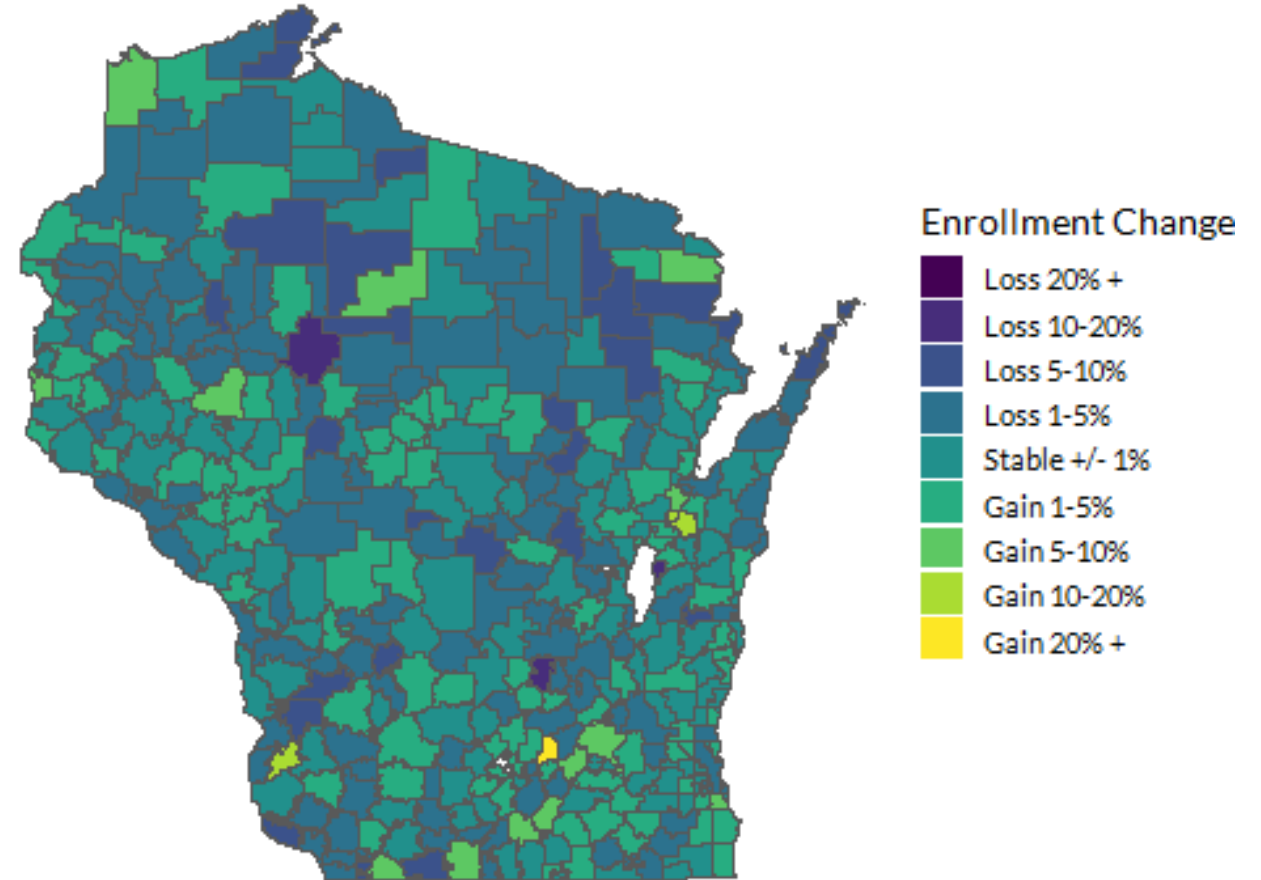 Enrollment Change
Loss 20% +
Loss 10-20%
Loss 5-10%
Loss 1-5%
Stable +/- 1%
Gain 1-5%
Gain 5-10%
Gain 10-20%
Gain 20% +